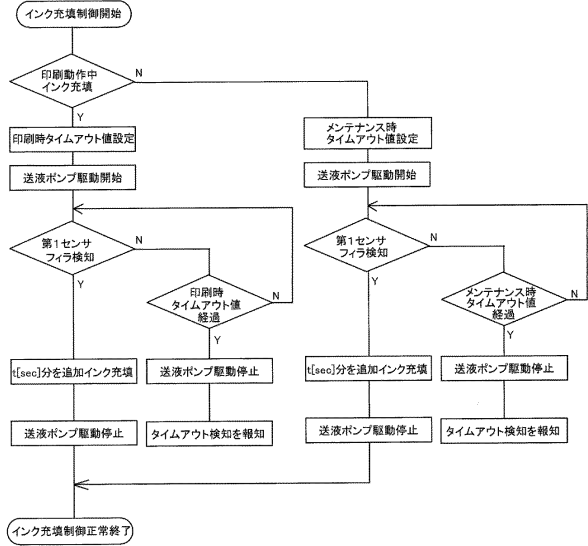 インク充填制御開始
印刷動作中
インク充填
N
Y
印刷時タイムアウト値設定
送液ポンプ駆動開始
第1センサ
フィラ検知
N
Y
印刷時
タイムアウト値
経過
N
Y
t[sec]分を追加インク充填
送液ポンプ駆動停止
送液ポンプ駆動停止
タイムアウト検知を報知
メンテナンス時
タイムアウト値設定
送液ポンプ駆動開始
第1センサ
フィラ検知
N
Y
メンテナンス時
タイムアウト値
経過
N
Y
t[sec]分を追加インク充填
送液ポンプ駆動停止
送液ポンプ駆動停止
タイムアウト検知を報知
インク充填制御正常終了